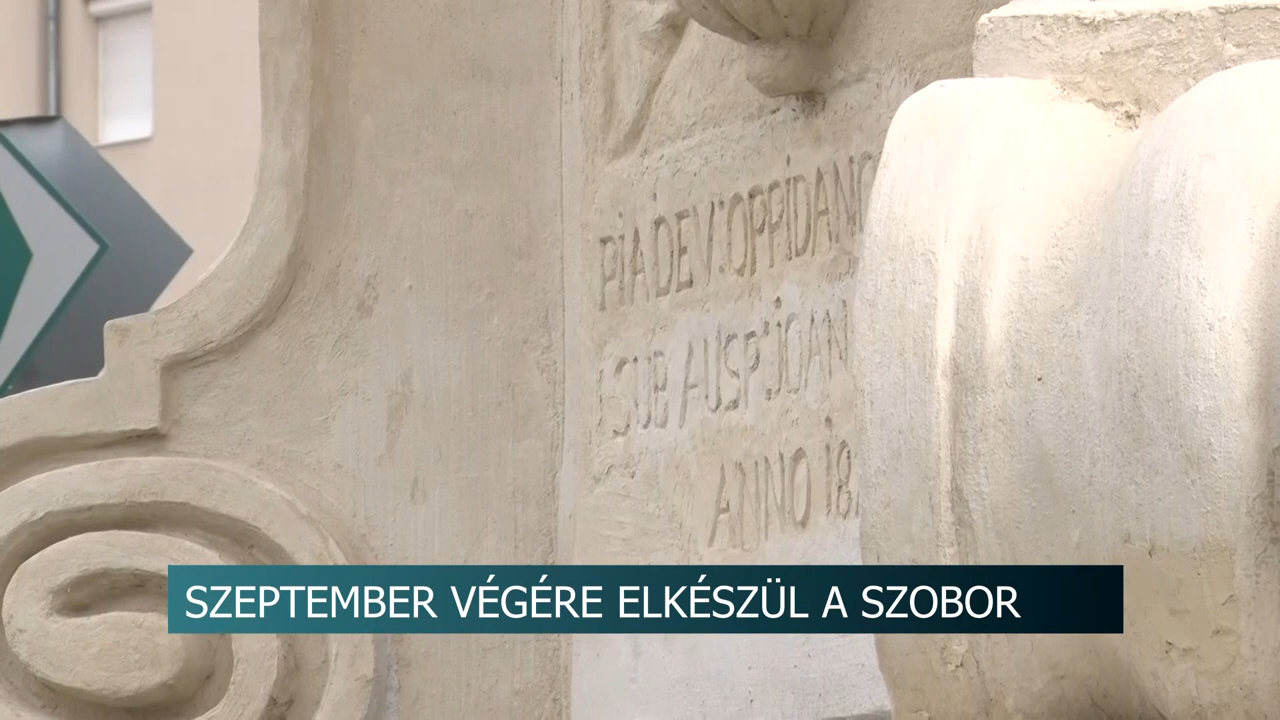 PIA DEV: OPPIDANO
SUB AUSP: JOAN
ANNO 18
SZEPTEMBER VÉGÉRE ELKÉSZÜL A SZOBOR